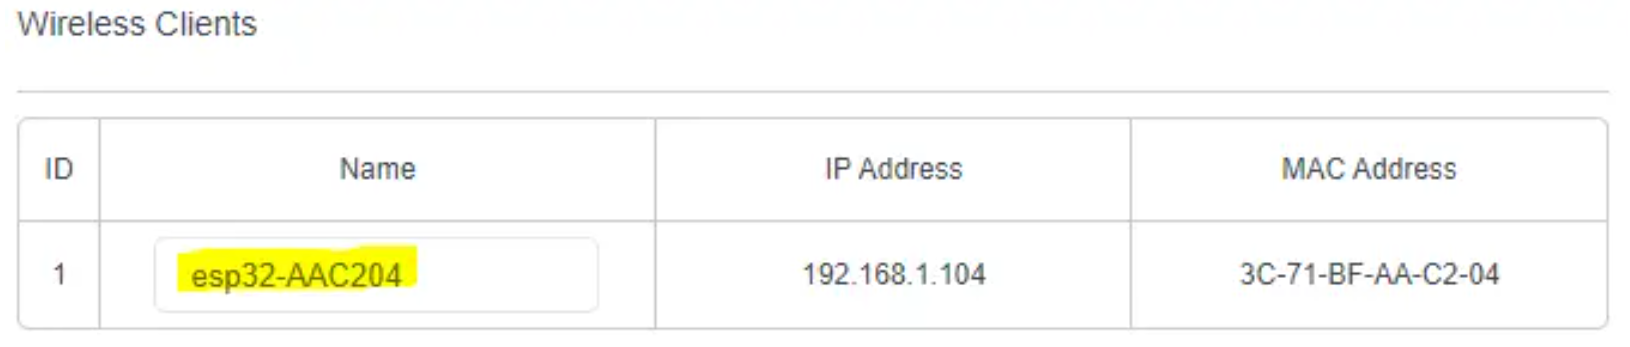 Wireless Clients
ID Name IP Address MAC Address
1 esp32-AAC204 192.168.1.104 3C-71-BF-AA-C2-04